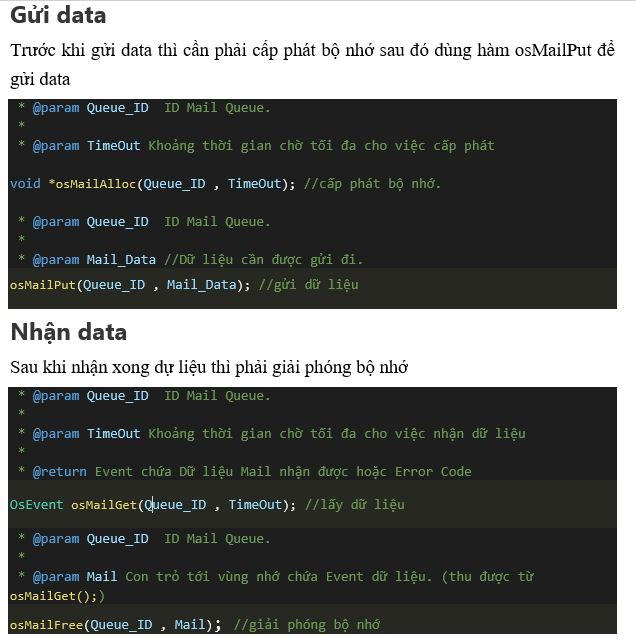 Gửi data
Trước khi gửi data thì cần phải cấp phát bộ nhớ sau đó dùng hàm osMailPut để
gửi data
* @param Queue_ID  ID Mail Queue.
*
* @param TimeOut Khoảng thời gian chờ tối đa cho việc cấp phát
void *osMailAlloc(Queue_ID , TimeOut); //cấp phát bộ nhớ.
* @param Queue_ID  ID Mail Queue.
*
* @param Mail_Data //Dữ liệu cần được gửi đi.
osMailPut(Queue_ID , Mail_Data); //gửi dữ liệu
Nhận data
Sau khi nhận xong dự liệu thì phải giải phóng bộ nhớ
* @param Queue_ID  ID Mail Queue.
*
* @param TimeOut Khoảng thời gian chờ tối đa cho việc nhận dữ liệu
*
* @return Event chứa Dữ liệu Mail nhận được hoặc Error Code
OsEvent osMailGet(Queue_ID , TimeOut); //lấy dữ liệu
* @param Queue_ID  ID Mail Queue.
*
* @param Mail Con trỏ tới vùng nhớ chứa Event dữ liệu. (thu được từ
osMailGet();)
osMailFree(Queue_ID , Mail); //giải phóng bộ nhớ